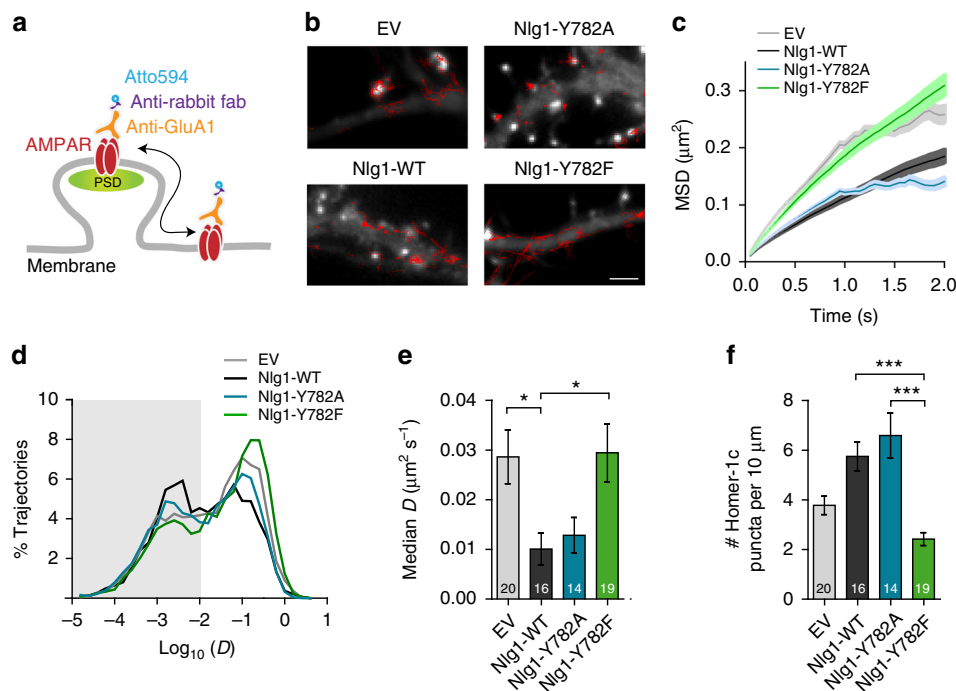 a
Atto594
Anti-rabbit fab
Anti-GluA1
AMPAR
PSD
Membrane
b
EV
Nlg1-Y782A
Nlg1-WT
Nlg1-Y782F
c
EV
Nlg1-WT
Nlg1-Y782A
Nlg1-Y782F
MSD (μm²)
0.3
0.2
0.1
0.0
0.0 0.5 1.0 1.5 2.0
Time (s)
d
EV
Nlg1-WT
Nlg1-Y782A
Nlg1-Y782F
% Trajectories
10
8
6
4
2
−5 −4 −3 −2 −1 0 1
Log10 (D)
e
* *
Median D (μm² s⁻¹)
0.04
0.03
0.02
0.01
0.00
20 16 14 19
EV
Nlg1-WT
Nlg1-Y782A
Nlg1-Y782F
f
***
***
# Homer-1c
puncta per 10 μm
8
6
4
2
0
20 16 14 19
EV
Nlg1-WT
Nlg1-Y782A
Nlg1-Y782F